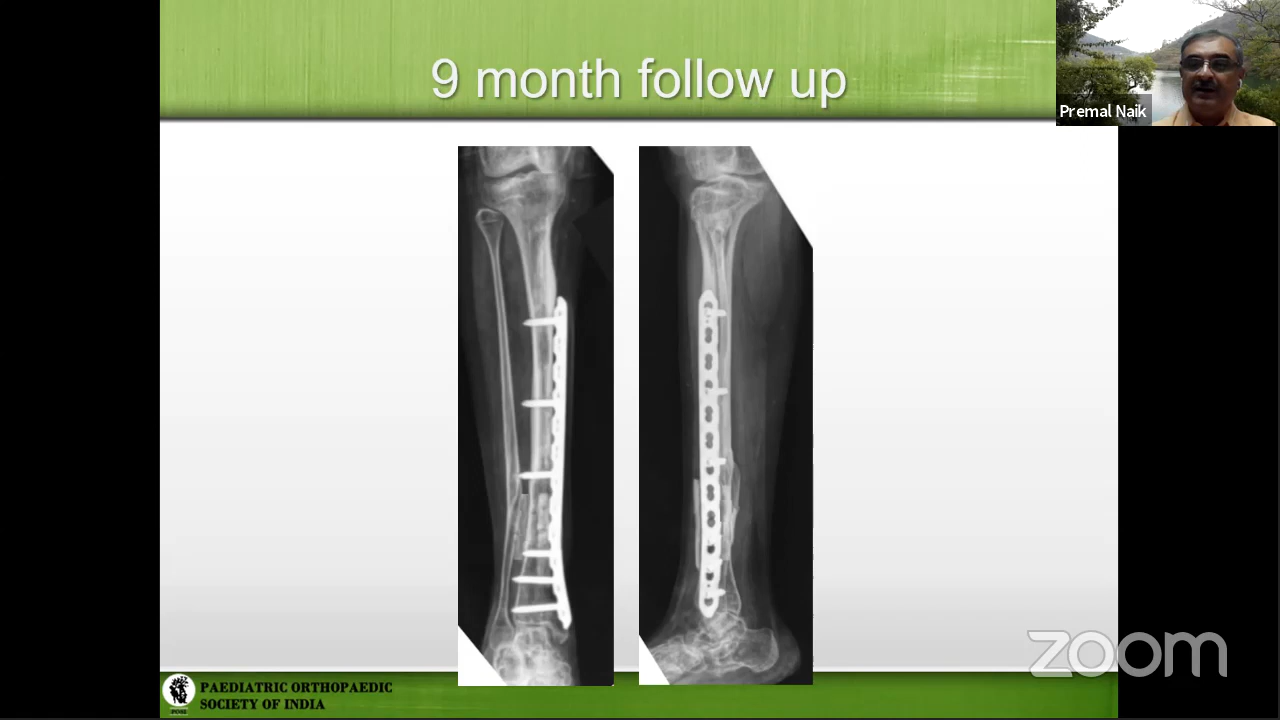 9 month follow up
Premal Naik
zoom
PAEDIATRIC ORTHOPAEDIC
SOCIETY OF INDIA